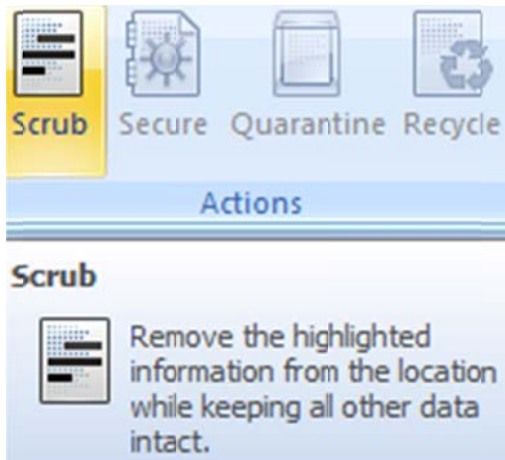 Scrub Secure Quarantine Recycle
Actions
Scrub
Remove the highlighted
information from the location
while keeping all other data
intact.